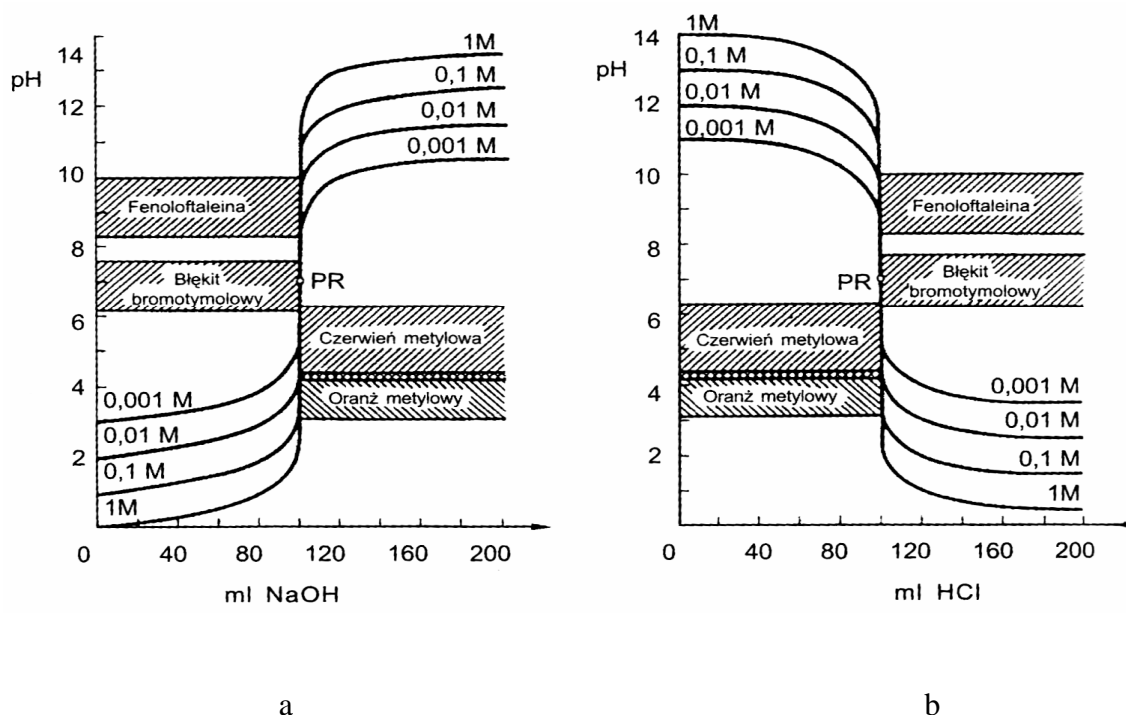 14
pH
12
10
8
6
4
2
0
40
80
120
160
200
ml NaOH
1M
0,1 M
0,01 M
0,001 M
Fenoloftaleina
Błękit
bromotymolowy
PR
Czerwień metylowa
Oranż metylowy
0,001 M
0,01 M
0,1 M
1M
a
14
pH
12
10
8
6
4
2
0
40
80
120
160
200
ml HCl
1M
0,1 M
0,01 M
0,001 M
Fenoloftaleina
Błękit
bromotymolowy
PR
Czerwień metylowa
Oranż metylowy
0,001 M
0,01 M
0,1 M
1M
b